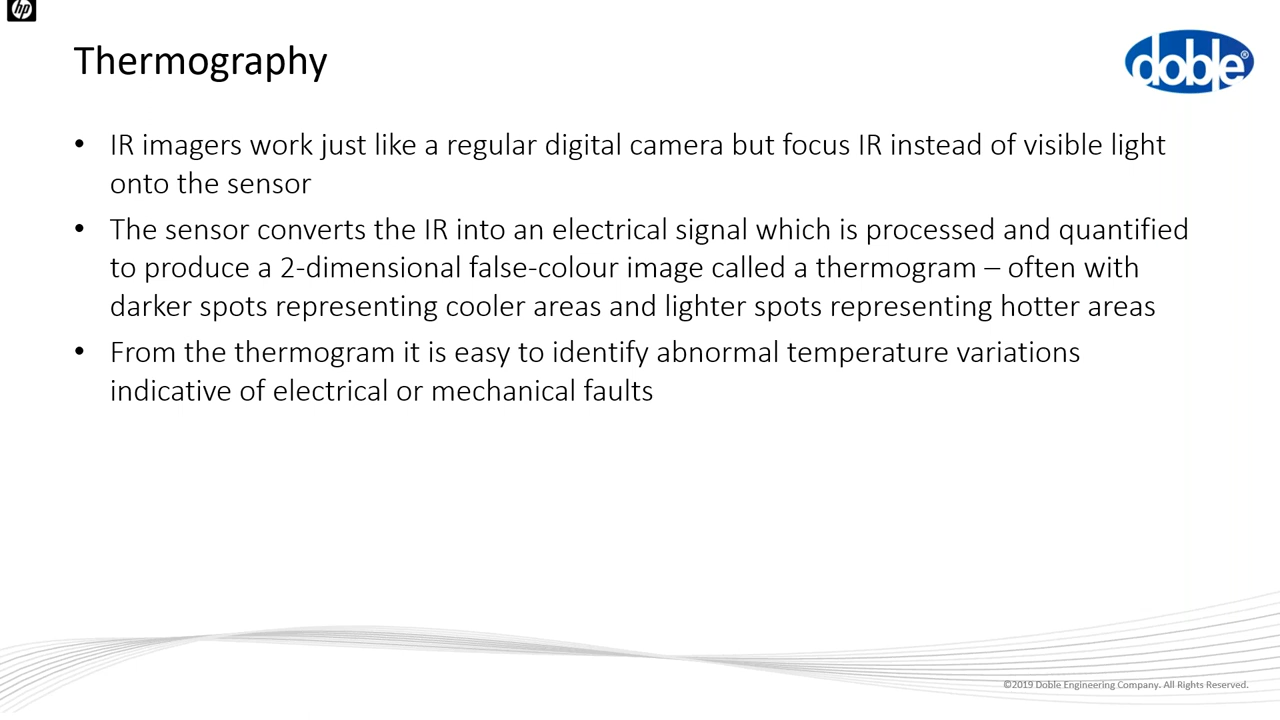 hp
Thermography
doble®
• IR imagers work just like a regular digital camera but focus IR instead of visible light
onto the sensor
• The sensor converts the IR into an electrical signal which is processed and quantified
to produce a 2-dimensional false-colour image called a thermogram – often with
darker spots representing cooler areas and lighter spots representing hotter areas
• From the thermogram it is easy to identify abnormal temperature variations
indicative of electrical or mechanical faults
©2019 Doble Engineering Company. All Rights Reserved.